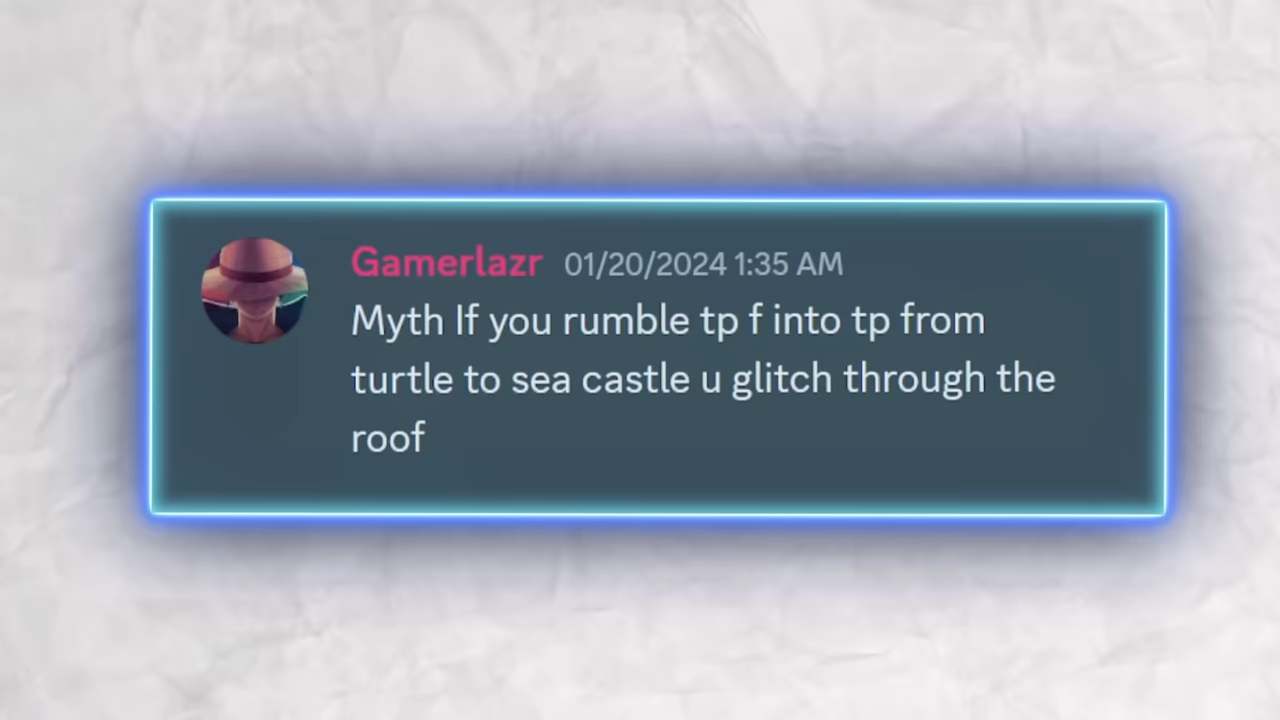 Gamerlazr 01/20/2024 1:35 AM
Myth If you rumble tp f into tp from
turtle to sea castle u glitch through the
roof